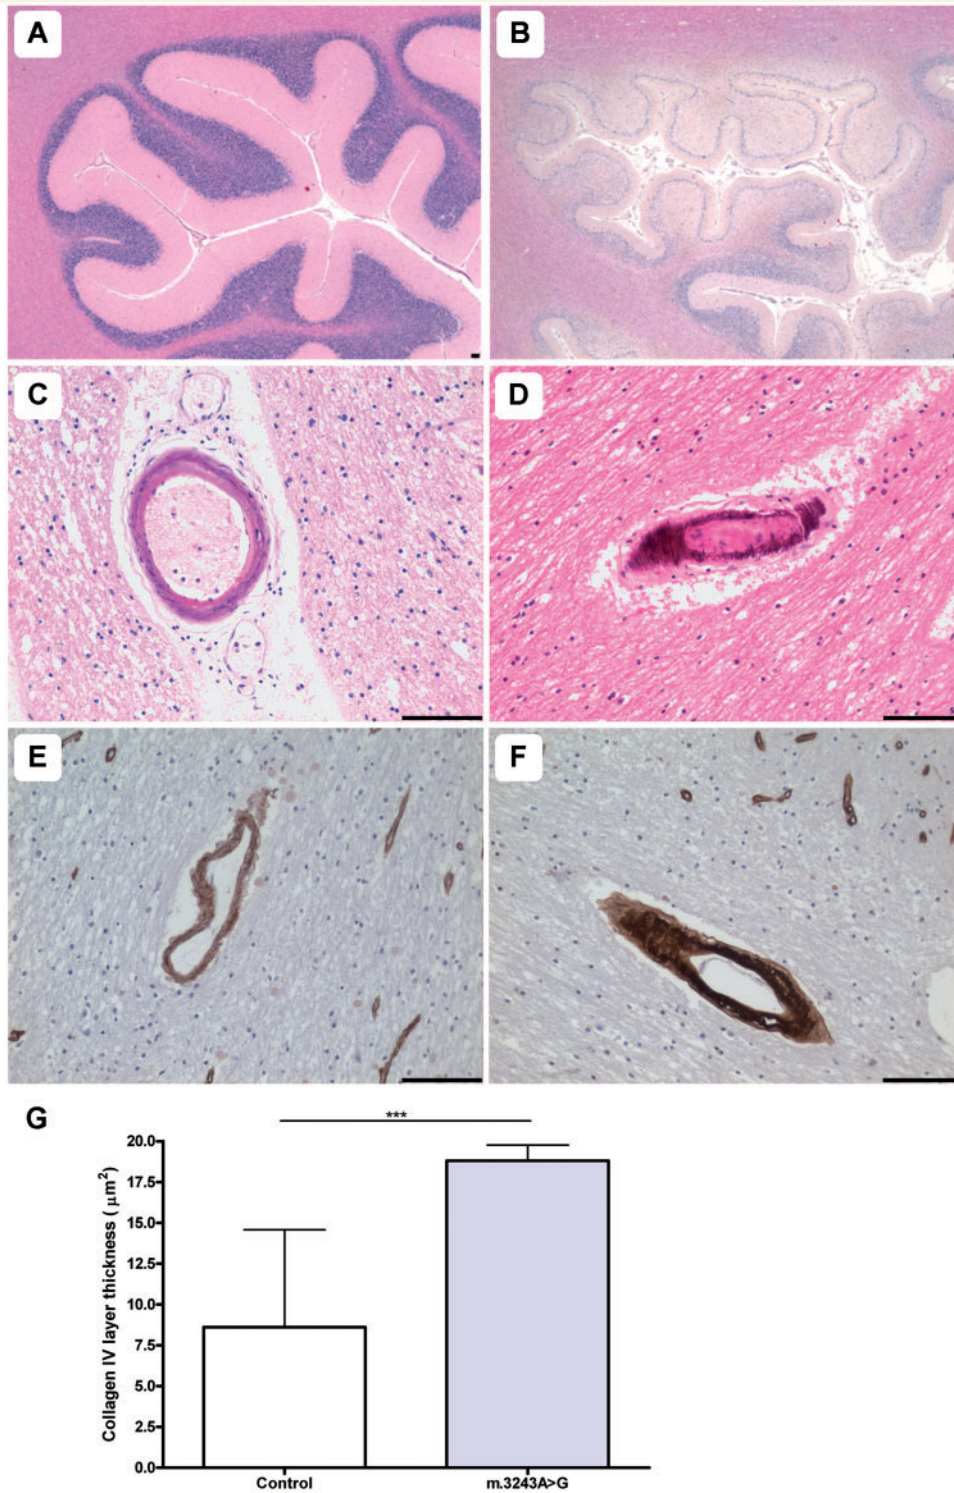 A
B
C
D
E
F
G
***
Collagen IV layer thickness ( μm²)
20.0
17.5
15.0
12.5
10.0
7.5
5.0
2.5
0.0
Control
m.3243A>G